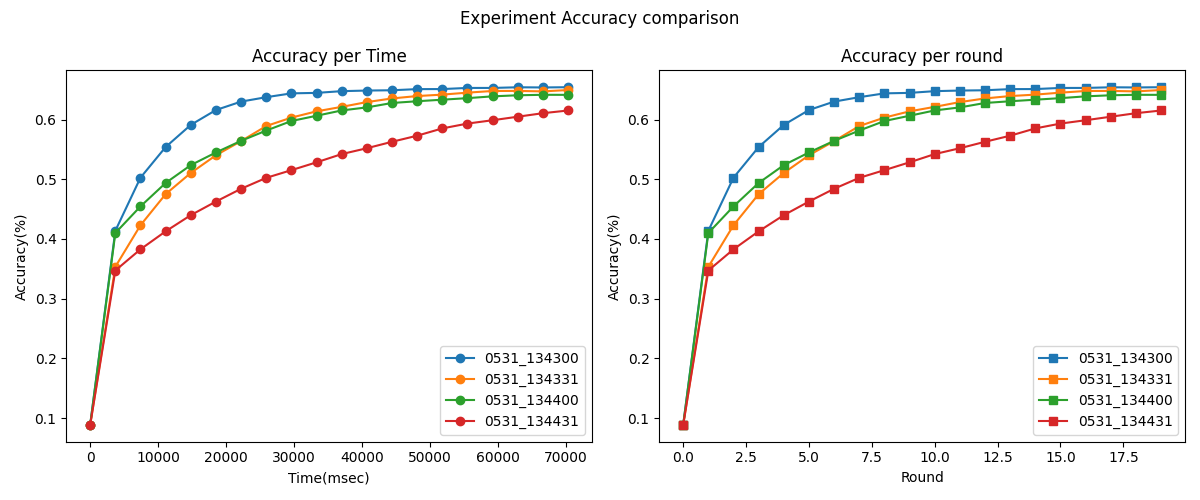 Experiment Accuracy comparison
Accuracy per Time
Accuracy(%)
0.6
0.5
0.4
0.3
0.2
0.1
0 10000 20000 30000 40000 50000 60000 70000
Time(msec)
0531_134300
0531_134331
0531_134400
0531_134431
Accuracy per round
Accuracy(%)
0.6
0.5
0.4
0.3
0.2
0.1
0.0 2.5 5.0 7.5 10.0 12.5 15.0 17.5
Round
0531_134300
0531_134331
0531_134400
0531_134431